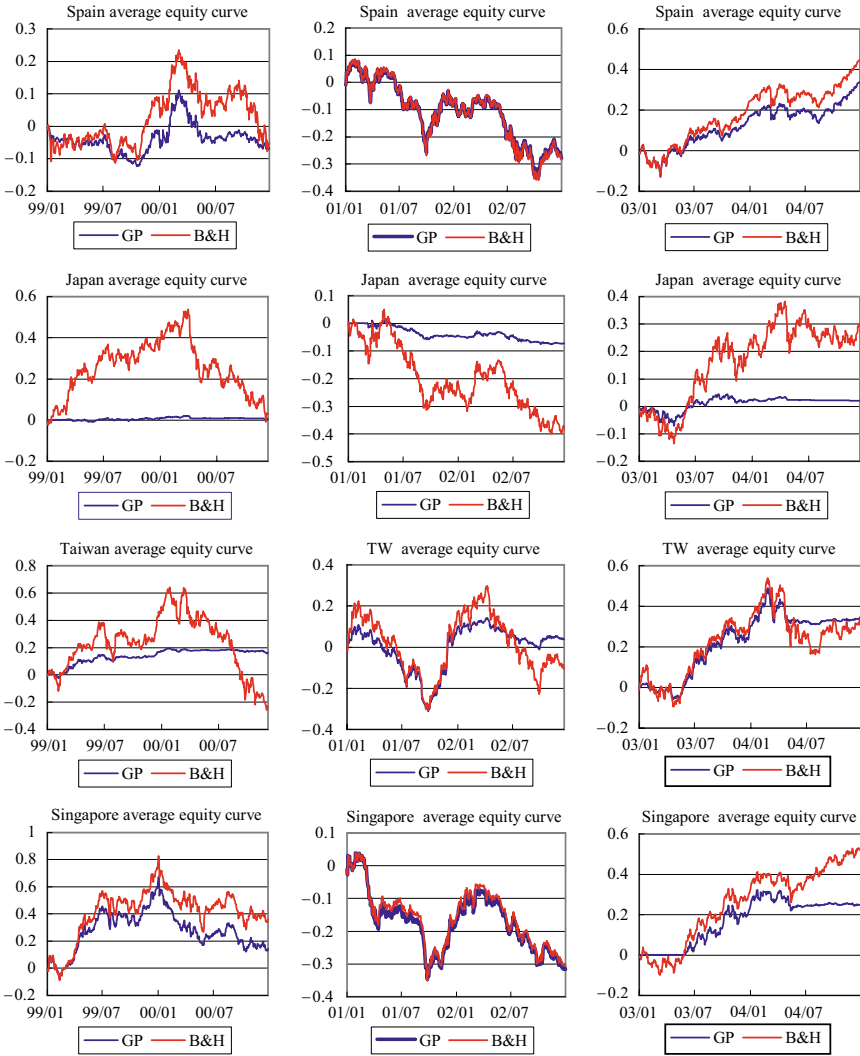 Spain average equity curve
0.3
0.2
0.1
0
−0.1
−0.2
99/01 99/07 00/01 00/07
GP B&H
Spain average equity curve
0.2
0.1
0
−0.1
−0.2
−0.3
−0.4
01/01 01/07 02/01 02/07
GP B&H
Spain average equity curve
0.6
0.4
0.2
0
−0.2
03/01 03/07 04/01 04/07
GP B&H
Japan average equity curve
0.6
0.4
0.2
0
−0.2
99/01 99/07 00/01 00/07
GP B&H
Japan average equity curve
0.1
0
−0.1
−0.2
−0.3
−0.4
−0.5
01/01 01/07 02/01 02/07
GP B&H
Japan average equity curve
0.4
0.3
0.2
0.1
0
−0.1
−0.2
03/01 03/07 04/01 04/07
GP B&H
Taiwan average equity curve
0.8
0.6
0.4
0.2
0
−0.2
−0.4
99/01 99/07 00/01 00/07
GP B&H
TW average equity curve
0.4
0.2
0
−0.2
−0.4
01/01 01/07 02/01 02/07
GP B&H
TW average equity curve
0.6
0.4
0.2
0
−0.2
03/01 03/07 04/01 04/07
GP B&H
Singapore average equity curve
1
0.8
0.6
0.4
0.2
0
−0.2
99/01 99/07 00/01 00/07
GP B&H
Singapore average equity curve
0.1
0
−0.1
−0.2
−0.3
−0.4
01/01 01/07 02/01 02/07
GP B&H
Singapore average equity curve
0.6
0.4
0.2
0
−0.2
03/01 03/07 04/01 04/07
GP B&H